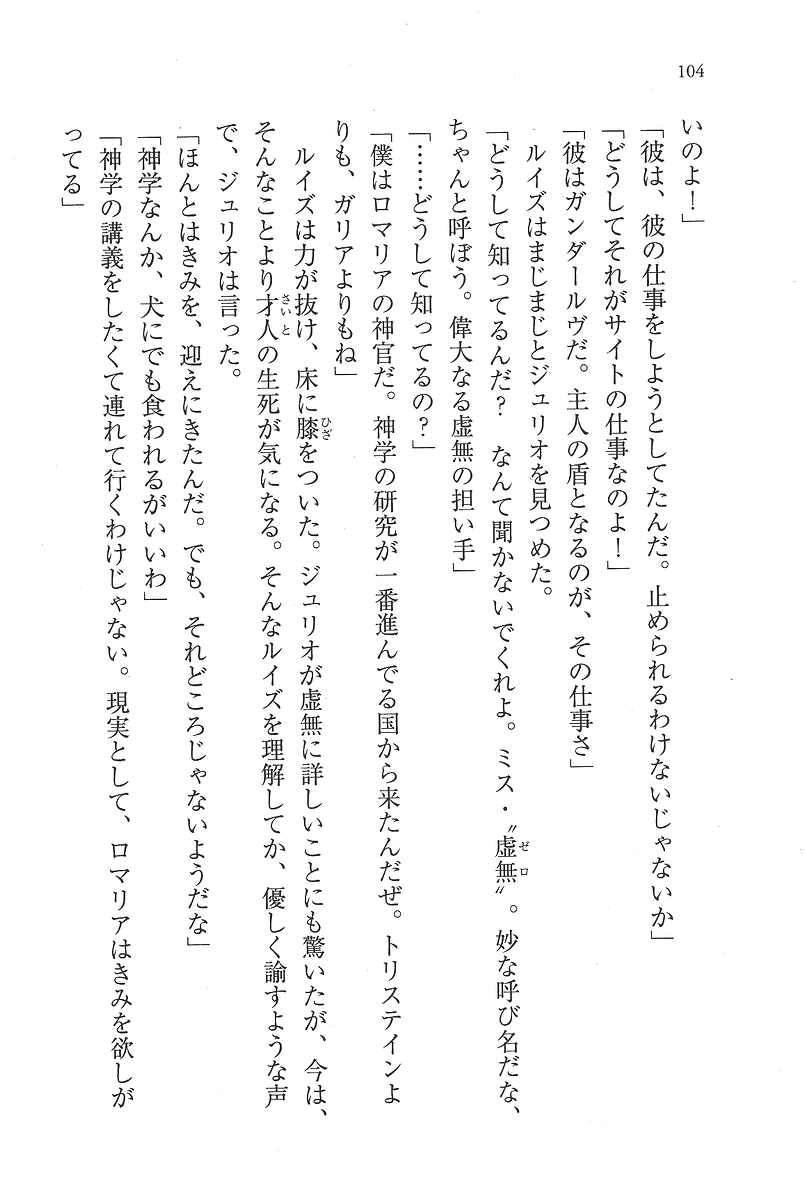 104
いのよ！」
「彼は、彼の仕事をしようとしてたんだ。止められるわけないじゃないか」
「どうしてそれがサイトの仕事なのよ！」
「彼はガンダールヴだ。主人の盾となるのが、その仕事さ」
　ルイズはまじまじとジュリオを見つめた。
「どうして知ってるんだ？　なんて聞かないでくれよ。ミス・〝虚無〟。妙な呼び名だな、
ちゃんと呼ぼう。偉大なる虚無の担い手」
「……どうして知ってるの？」
「僕はロマリアの神官だ。神学の研究が一番進んでる国から来たんだぜ。トリステインよ
りも、ガリアよりもね」
　ルイズは力が抜け、床に膝をついた。ジュリオが虚無に詳しいことにも驚いたが、今は、
そんなことより才人の生死が気になる。そんなルイズを理解してか、優しく諭すような声
で、ジュリオは言った。
「ほんとはきみを、迎えにきたんだ。でも、それどころじゃないようだな」
「神学なんか、犬にでも食われるがいいわ」
「神学の講義をしたくて連れて行くわけじゃない。現実として、ロマリアはきみを欲しが
ってる」